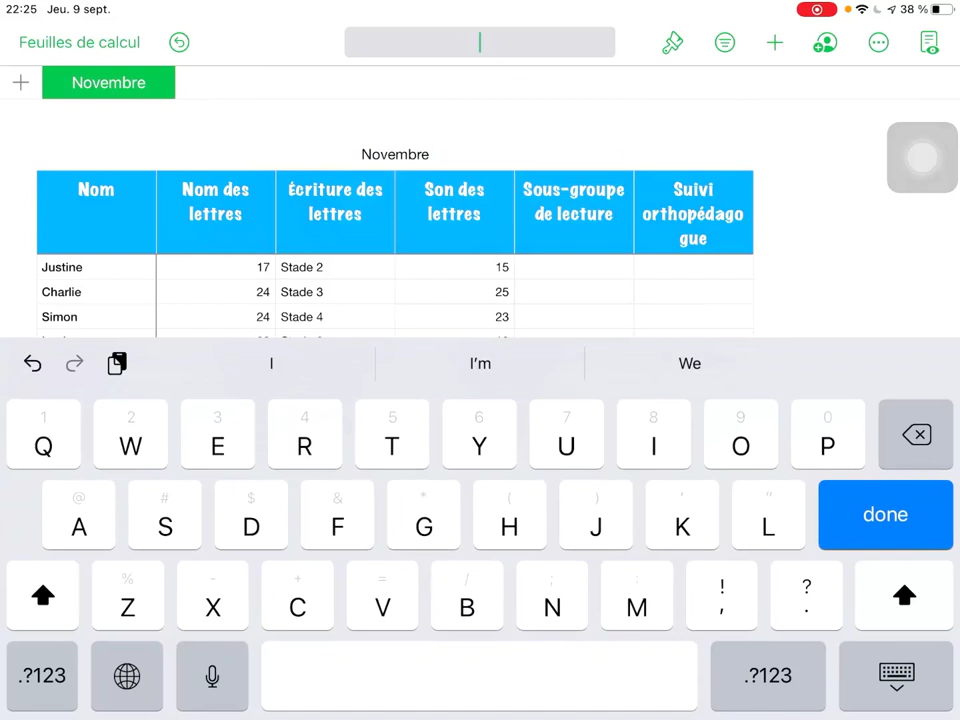 22:25 Jeu. 9 sept. 38 %
Feuilles de calcul
Novembre
Novembre
Nom
Nom des lettres
Écriture des lettres
Son des lettres
Sous-groupe de lecture
Suivi orthopédago gue
Justine 17 Stade 2 15
Charlie 24 Stade 3 25
Simon 24 Stade 4 23
I I'm We
1 2 3 4 5 6 7 8 9 0
Q W E R T Y U I O P
@ # $ & * ( ) ' "
A S D F G H J K L done
% - + = / ; : ! ?
Z X C V B N M , .
.?123 .?123